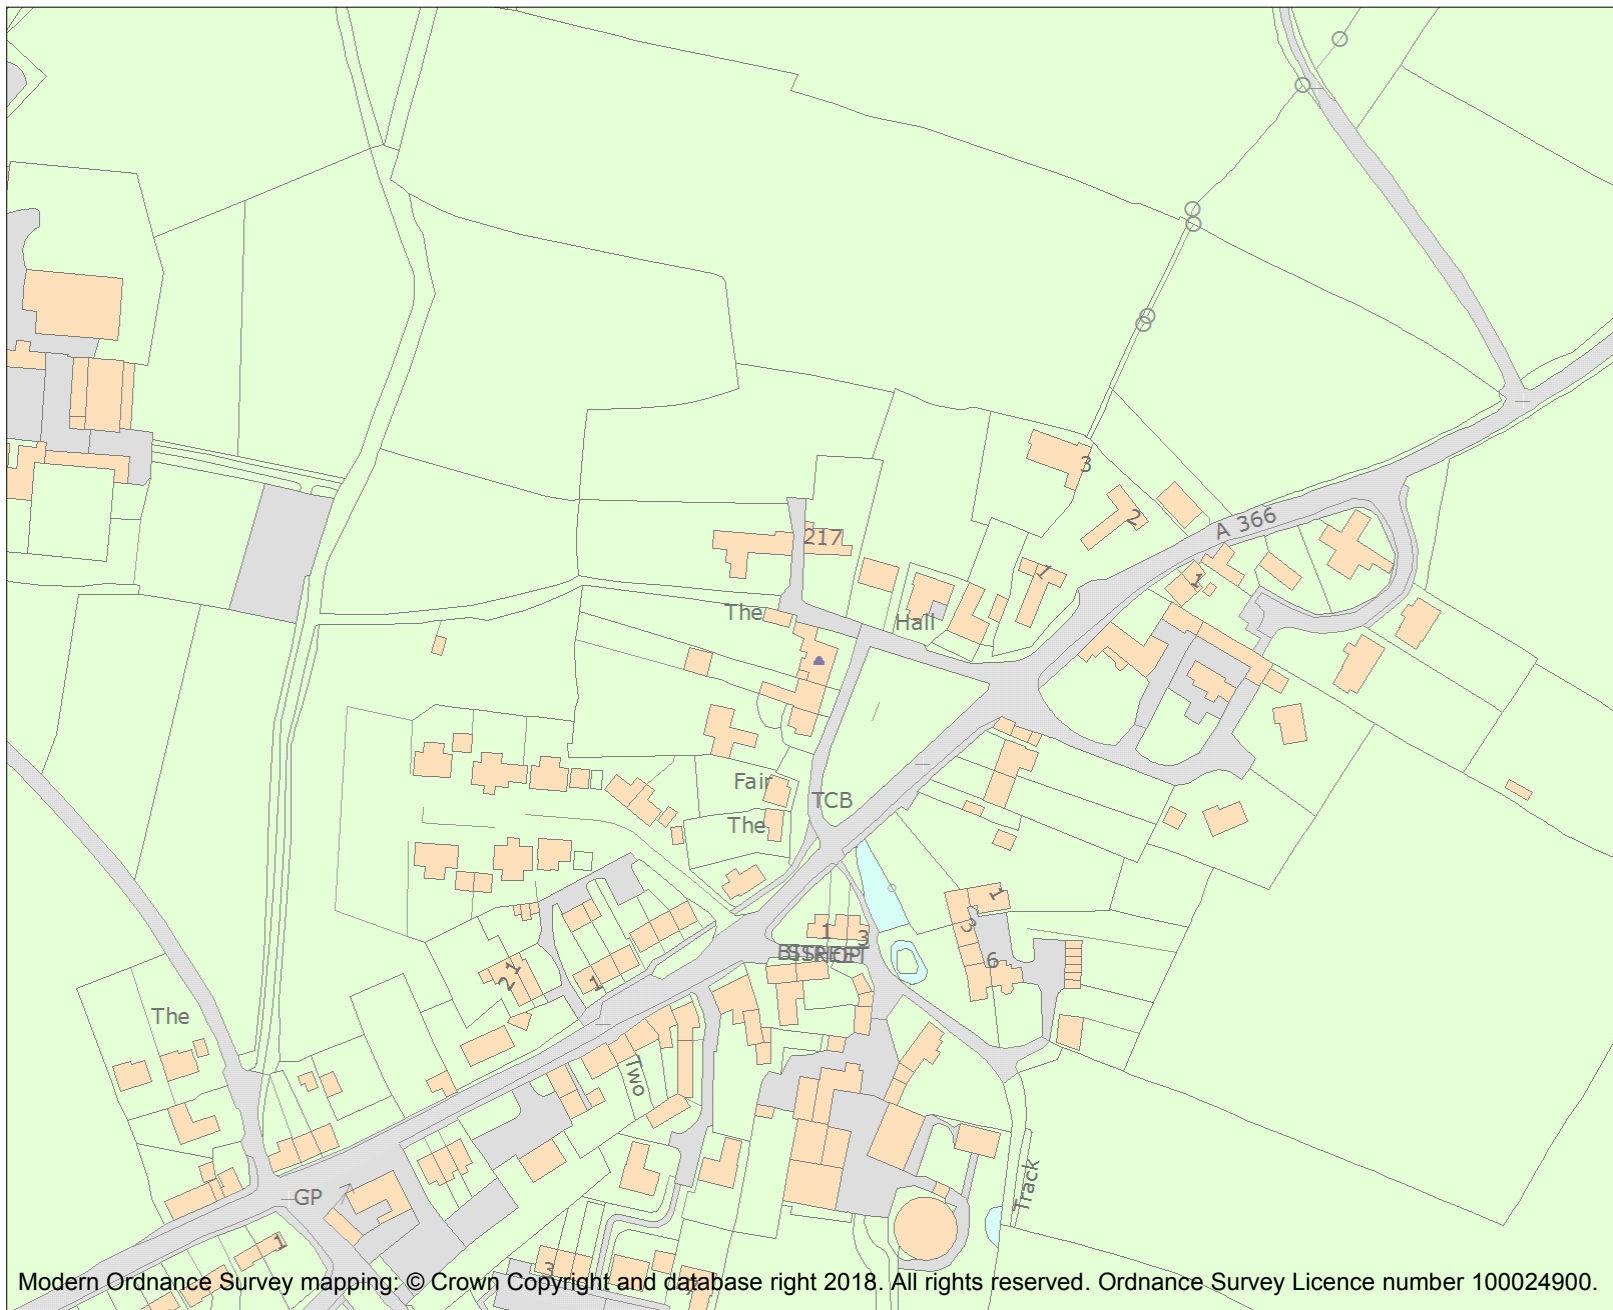 3
2
A 366
217
1
1
The
Hall
Fair
TCB
The
1
3
1
3
6
1
2
1
The
Two
Track
GP
1
3
Modern Ordnance Survey mapping: © Crown Copyright and database right 2018. All rights reserved. Ordnance Survey Licence number 100024900.